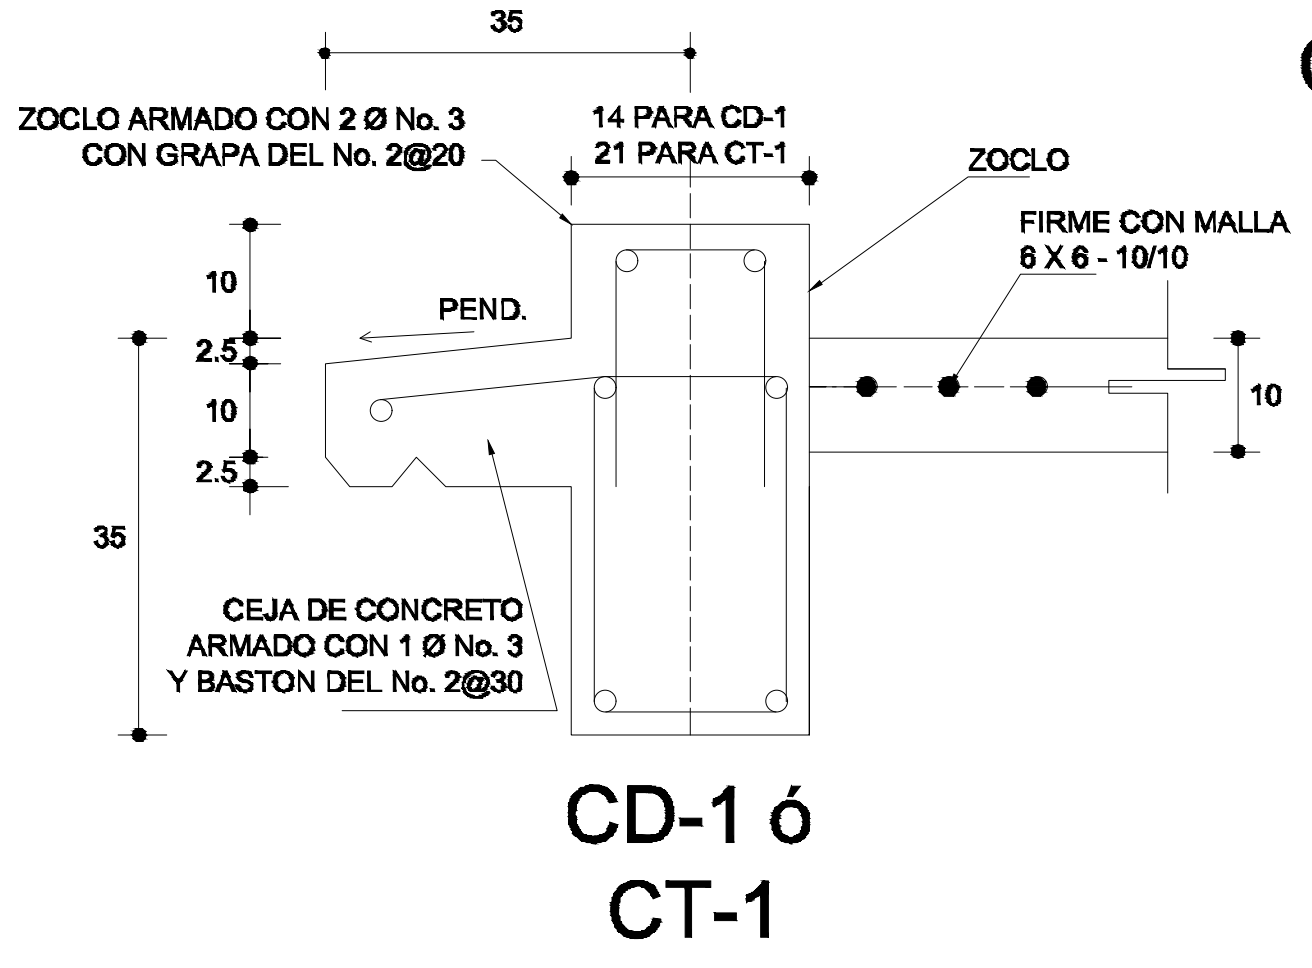 35
ZOCLO ARMADO CON 2 Ø No. 3
CON GRAPA DEL No. 2@20
14 PARA CD-1
21 PARA CT-1
ZOCLO
FIRME CON MALLA
6 X 6 - 10/10
10
PEND.
2.5
10
2.5
10
35
CEJA DE CONCRETO
ARMADO CON 1 Ø No. 3
Y BASTON DEL No. 2@30
CD-1 ó
CT-1